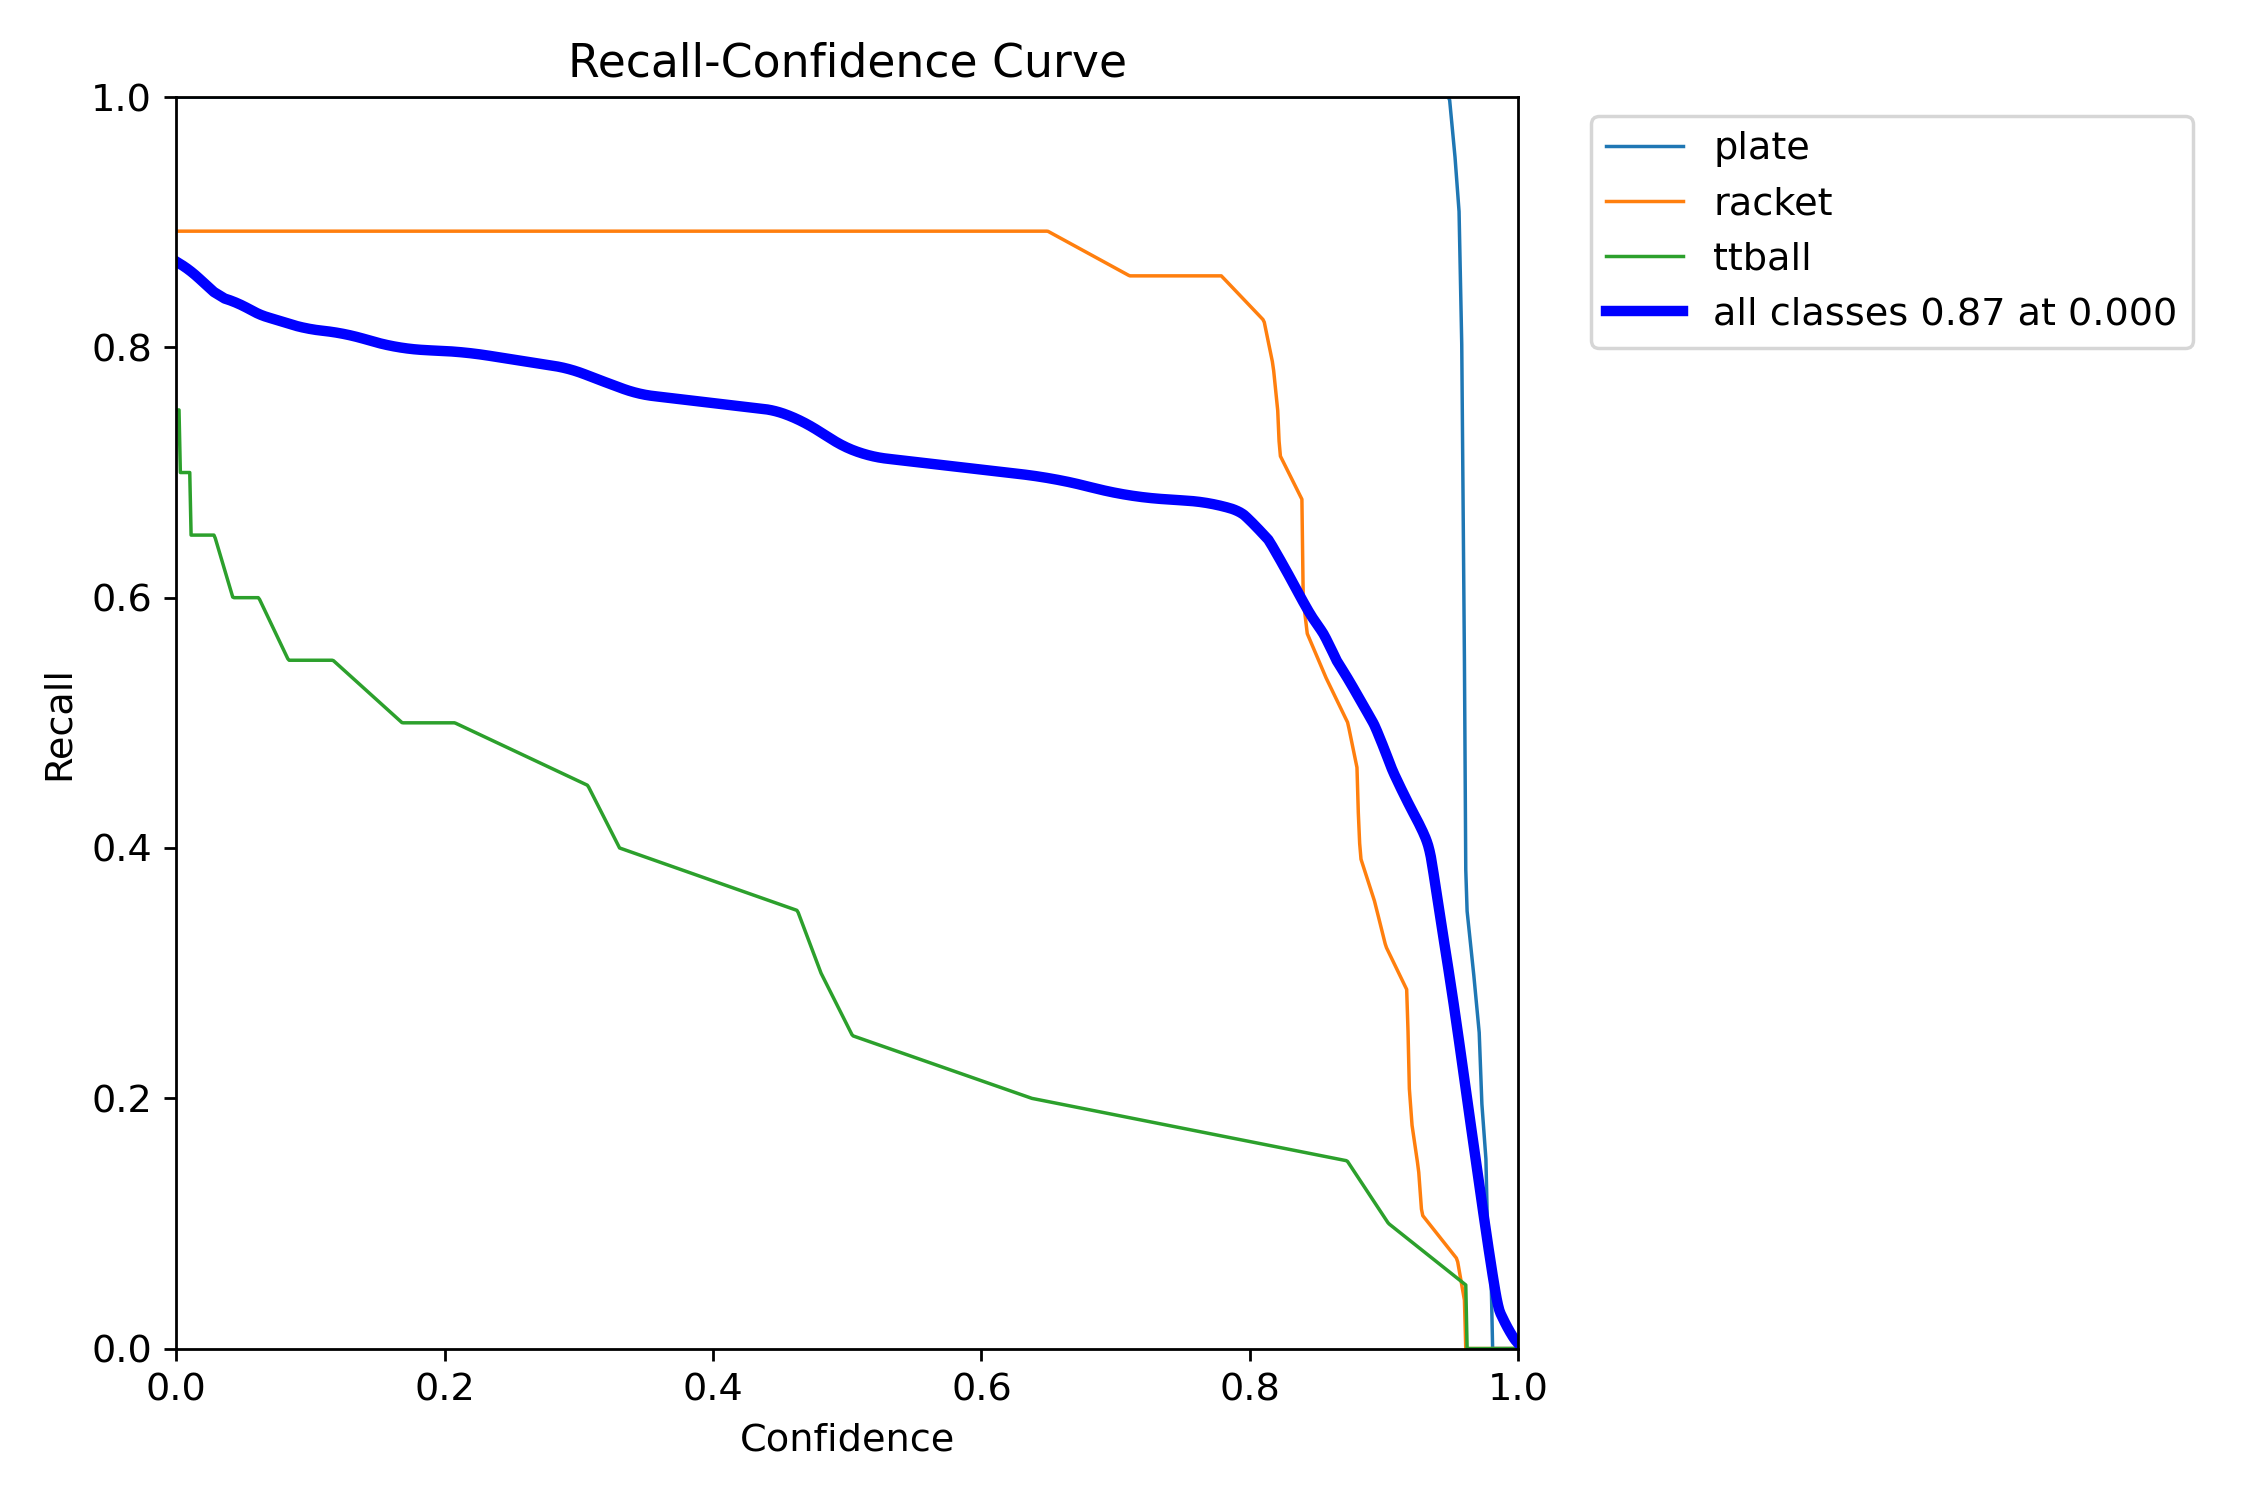 Recall-Confidence Curve
1.0
0.8
0.6
0.4
0.2
0.0
Recall
0.0 0.2 0.4 0.6 0.8 1.0
Confidence
plate
racket
ttball
all classes 0.87 at 0.000